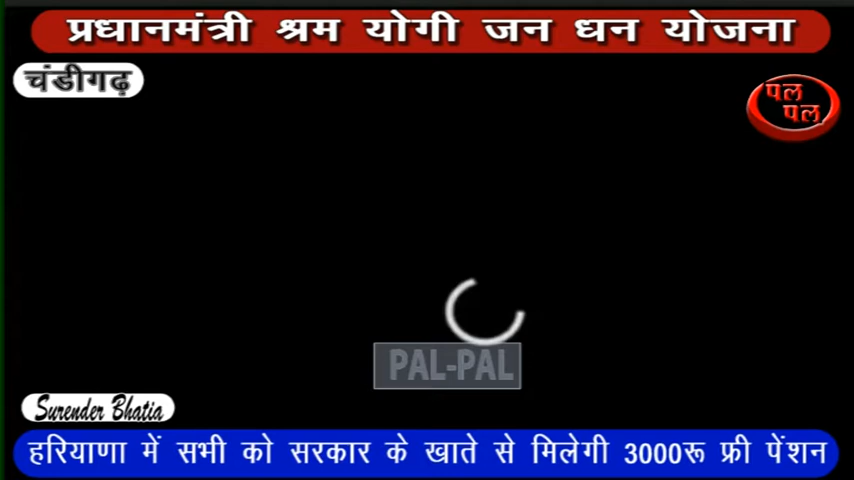 प्रधानमंत्री श्रम योगी जन धन योजना
चंडीगढ़
पल
पल
PAL-PAL
Surender Bhatia
हरियाणा में सभी को सरकार के खाते से मिलेगी 3000रू फ्री पेंशन